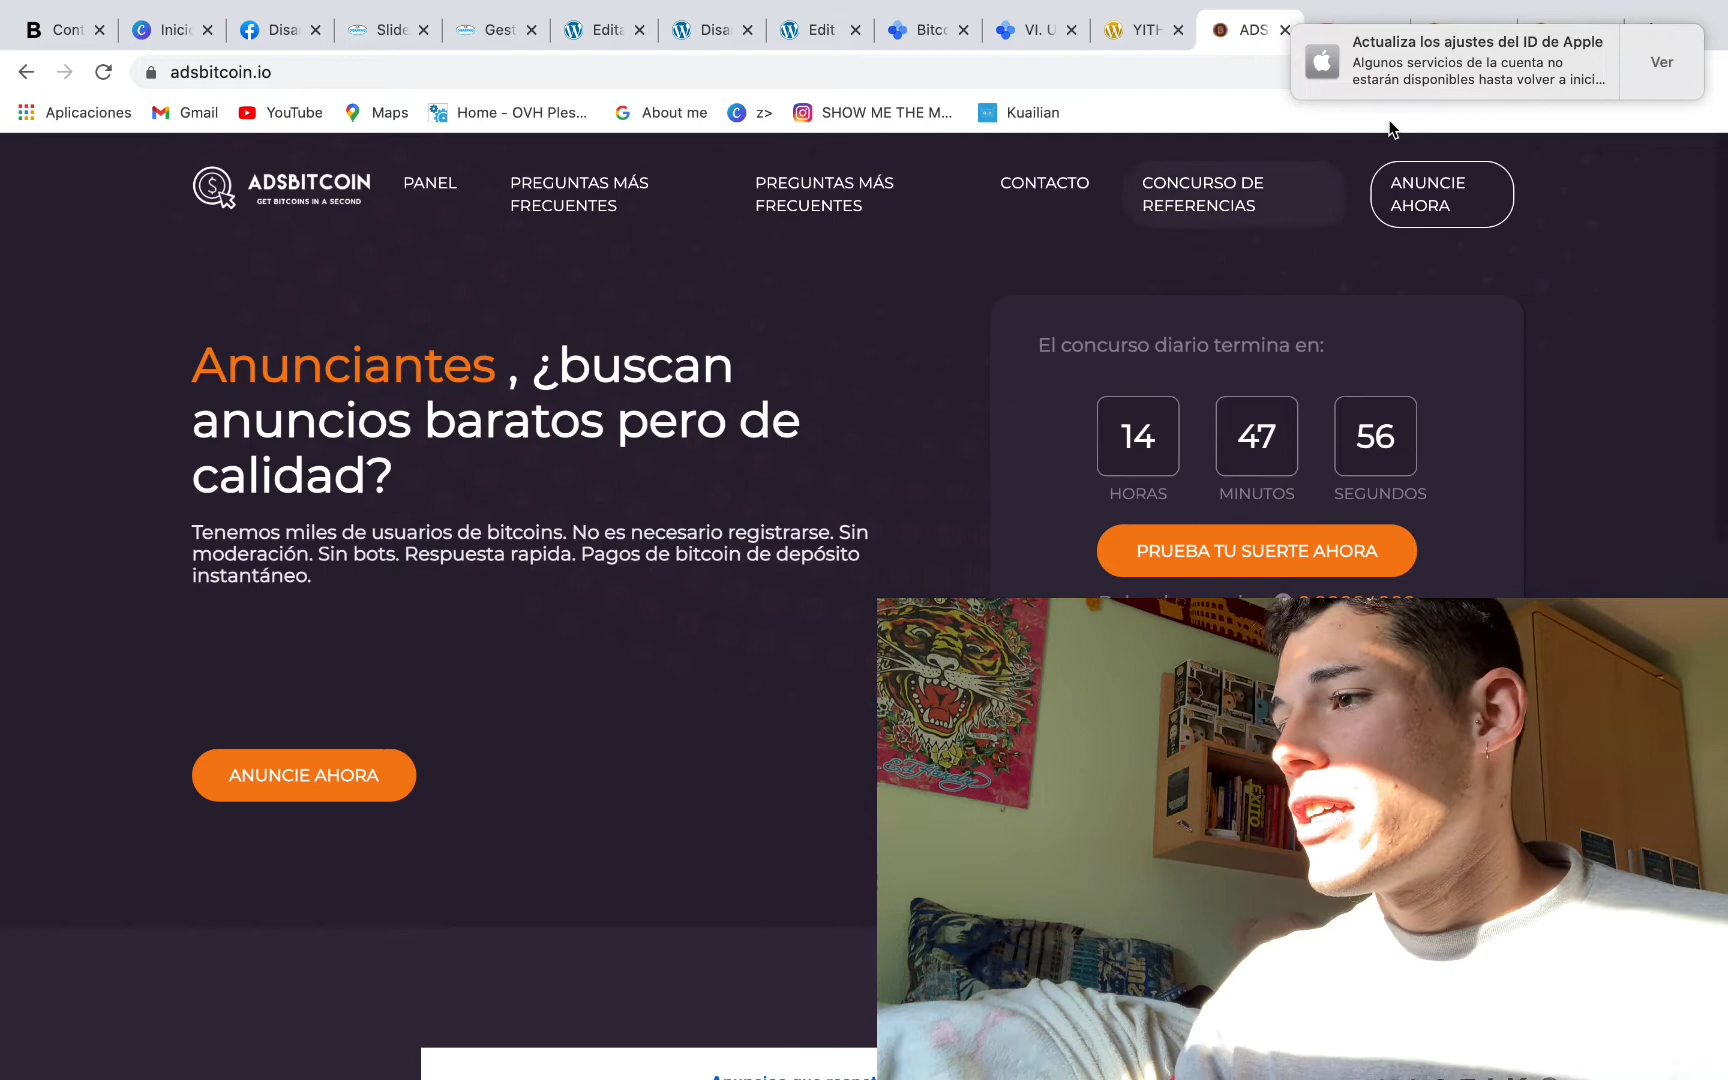 Cont
Inici
Disa
Slide
Gest
Edita
Disa
Edit
Bitco
VI. U
YITH
ADS
Actualiza los ajustes del ID de Apple
Algunos servicios de la cuenta no
estarán disponibles hasta volver a inici...
Ver
adsbitcoin.io
Aplicaciones
Gmail
YouTube
Maps
Home - OVH Ples...
About me
z>
SHOW ME THE M...
Kuailian
ADSBITCOIN
GET BITCOINS IN A SECOND
PANEL
PREGUNTAS MÁS
FRECUENTES
PREGUNTAS MÁS
FRECUENTES
CONTACTO
CONCURSO DE
REFERENCIAS
ANUNCIE
AHORA
Anunciantes , ¿buscan
anuncios baratos pero de
calidad?
Tenemos miles de usuarios de bitcoins. No es necesario registrarse. Sin
moderación. Sin bots. Respuesta rapida. Pagos de bitcoin de depósito
instantáneo.
ANUNCIE AHORA
El concurso diario termina en:
14 47 56
HORAS MINUTOS SEGUNDOS
PRUEBA TU SUERTE AHORA
Ed Hardy
ÉXITO